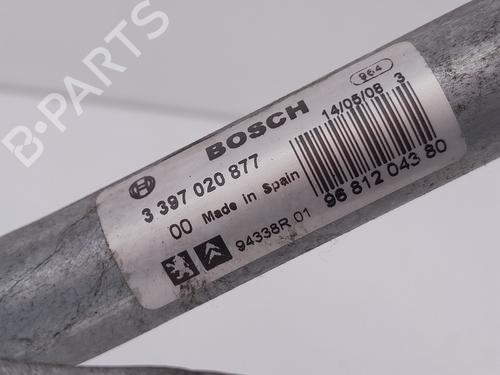 B-PARTS
964
BOSCH
14/05/08 3
3 397 020 877
00 Made in Spain
96 812 043 80
94338R 01